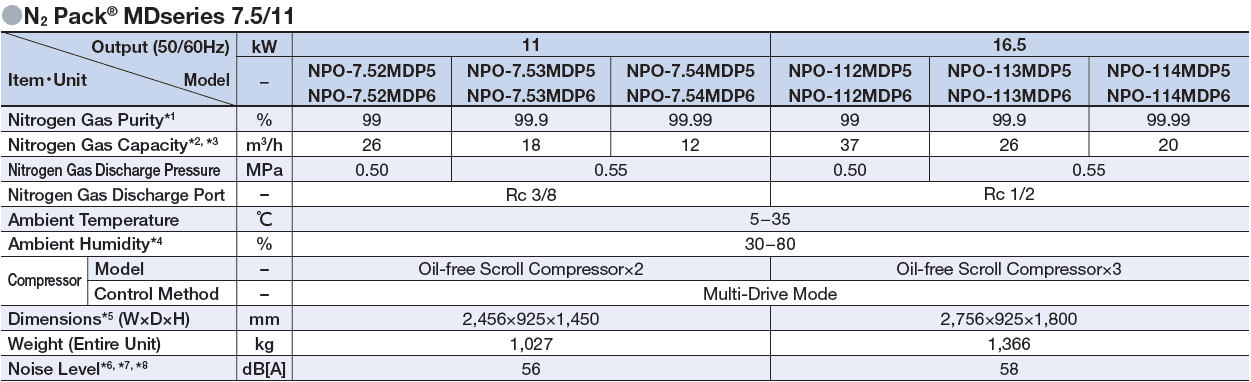 ●N₂ Pack® MDseries 7.5/11
Output (50/60Hz) kW 11 16.5
Item・Unit Model – NPO-7.52MDP5 NPO-7.53MDP5 NPO-7.54MDP5 NPO-112MDP5 NPO-113MDP5 NPO-114MDP5
NPO-7.52MDP6 NPO-7.53MDP6 NPO-7.54MDP6 NPO-112MDP6 NPO-113MDP6 NPO-114MDP6
Nitrogen Gas Purity*1 % 99 99.9 99.99 99 99.9 99.99
Nitrogen Gas Capacity*2, *3 m³/h 26 18 12 37 26 20
Nitrogen Gas Discharge Pressure MPa 0.50 0.55 0.50 0.55
Nitrogen Gas Discharge Port – Rc 3/8 Rc 1/2
Ambient Temperature ℃ 5–35
Ambient Humidity*4 % 30–80
Compressor Model – Oil-free Scroll Compressor×2 Oil-free Scroll Compressor×3
Control Method – Multi-Drive Mode
Dimensions*5 (W×D×H) mm 2,456×925×1,450 2,756×925×1,800
Weight (Entire Unit) kg 1,027 1,366
Noise Level*6, *7, *8 dB[A] 56 58